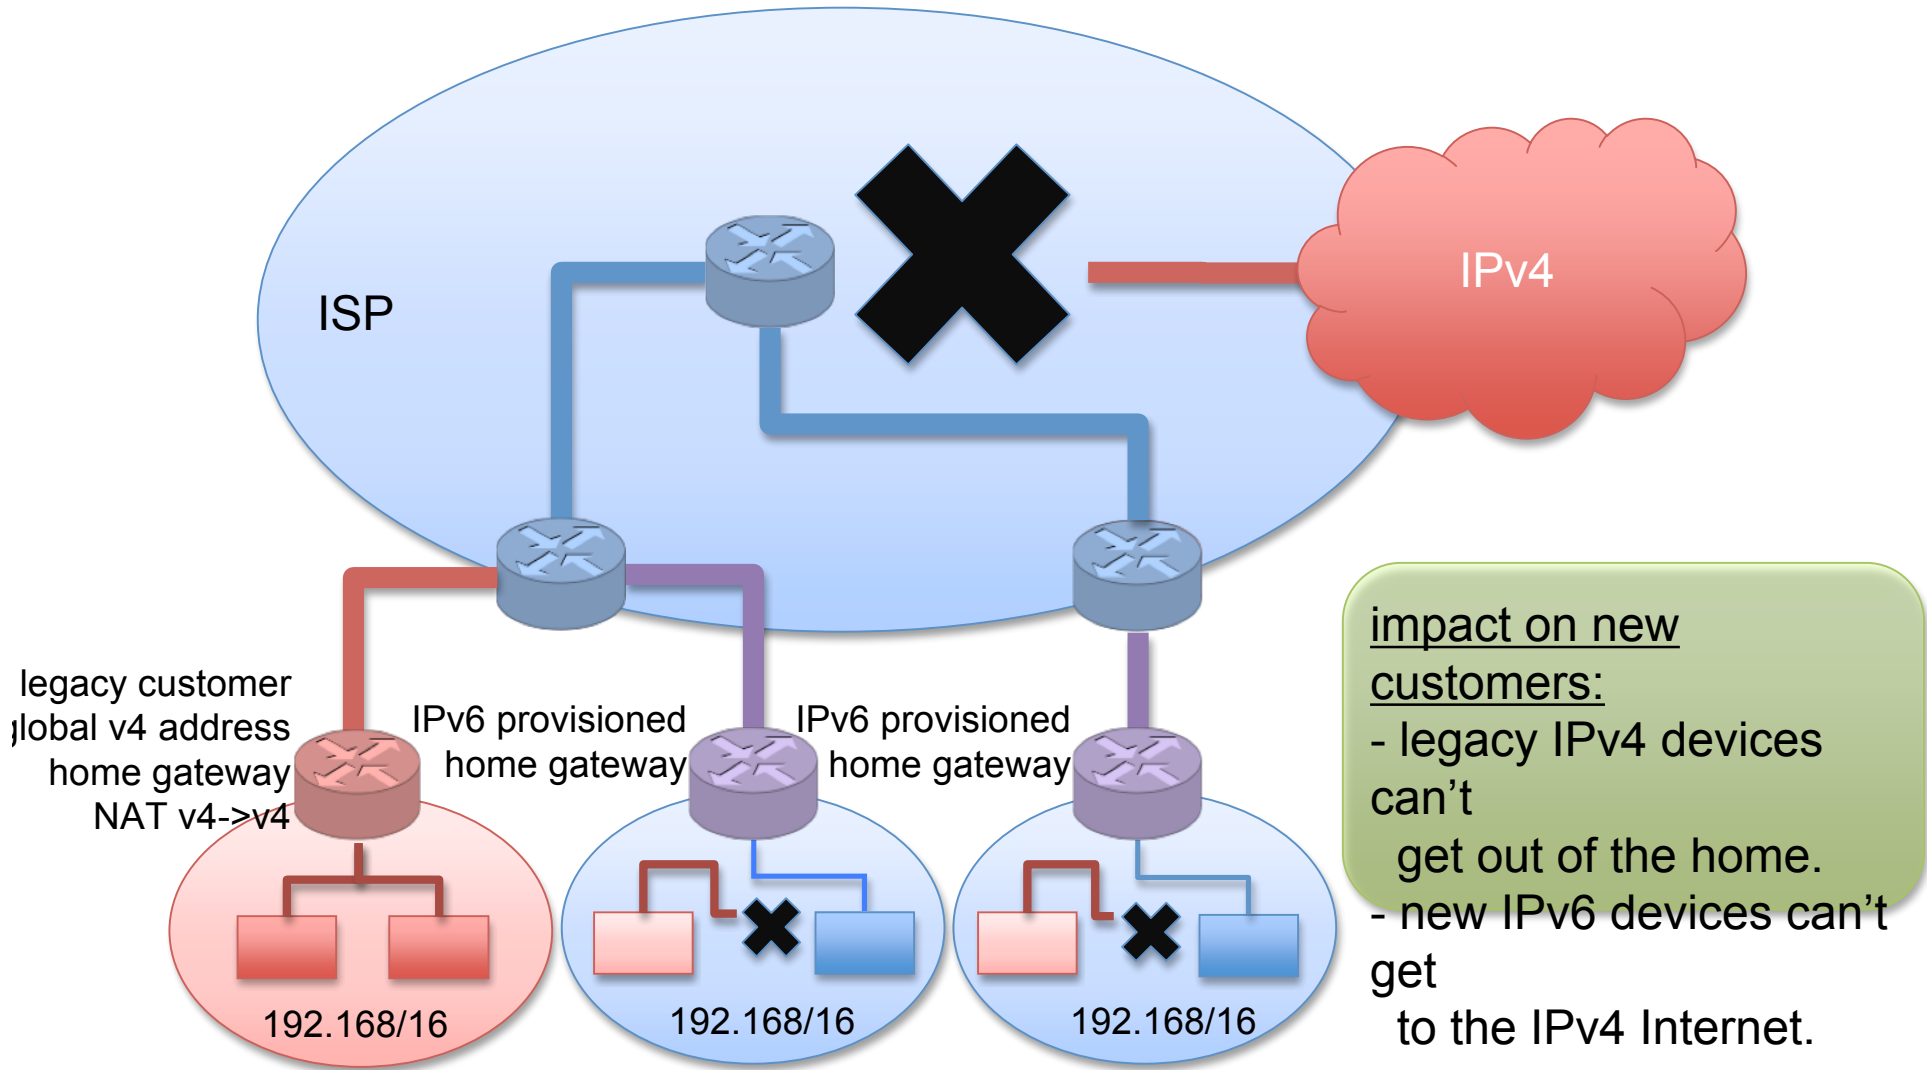 ISP
IPv4
legacy customer
global v4 address
home gateway
NAT v4->v4
IPv6 provisioned
home gateway
IPv6 provisioned
home gateway
192.168/16
192.168/16
192.168/16
impact on new
customers:
- legacy IPv4 devices
can’t
get out of the home.
- new IPv6 devices can’t
get
to the IPv4 Internet.